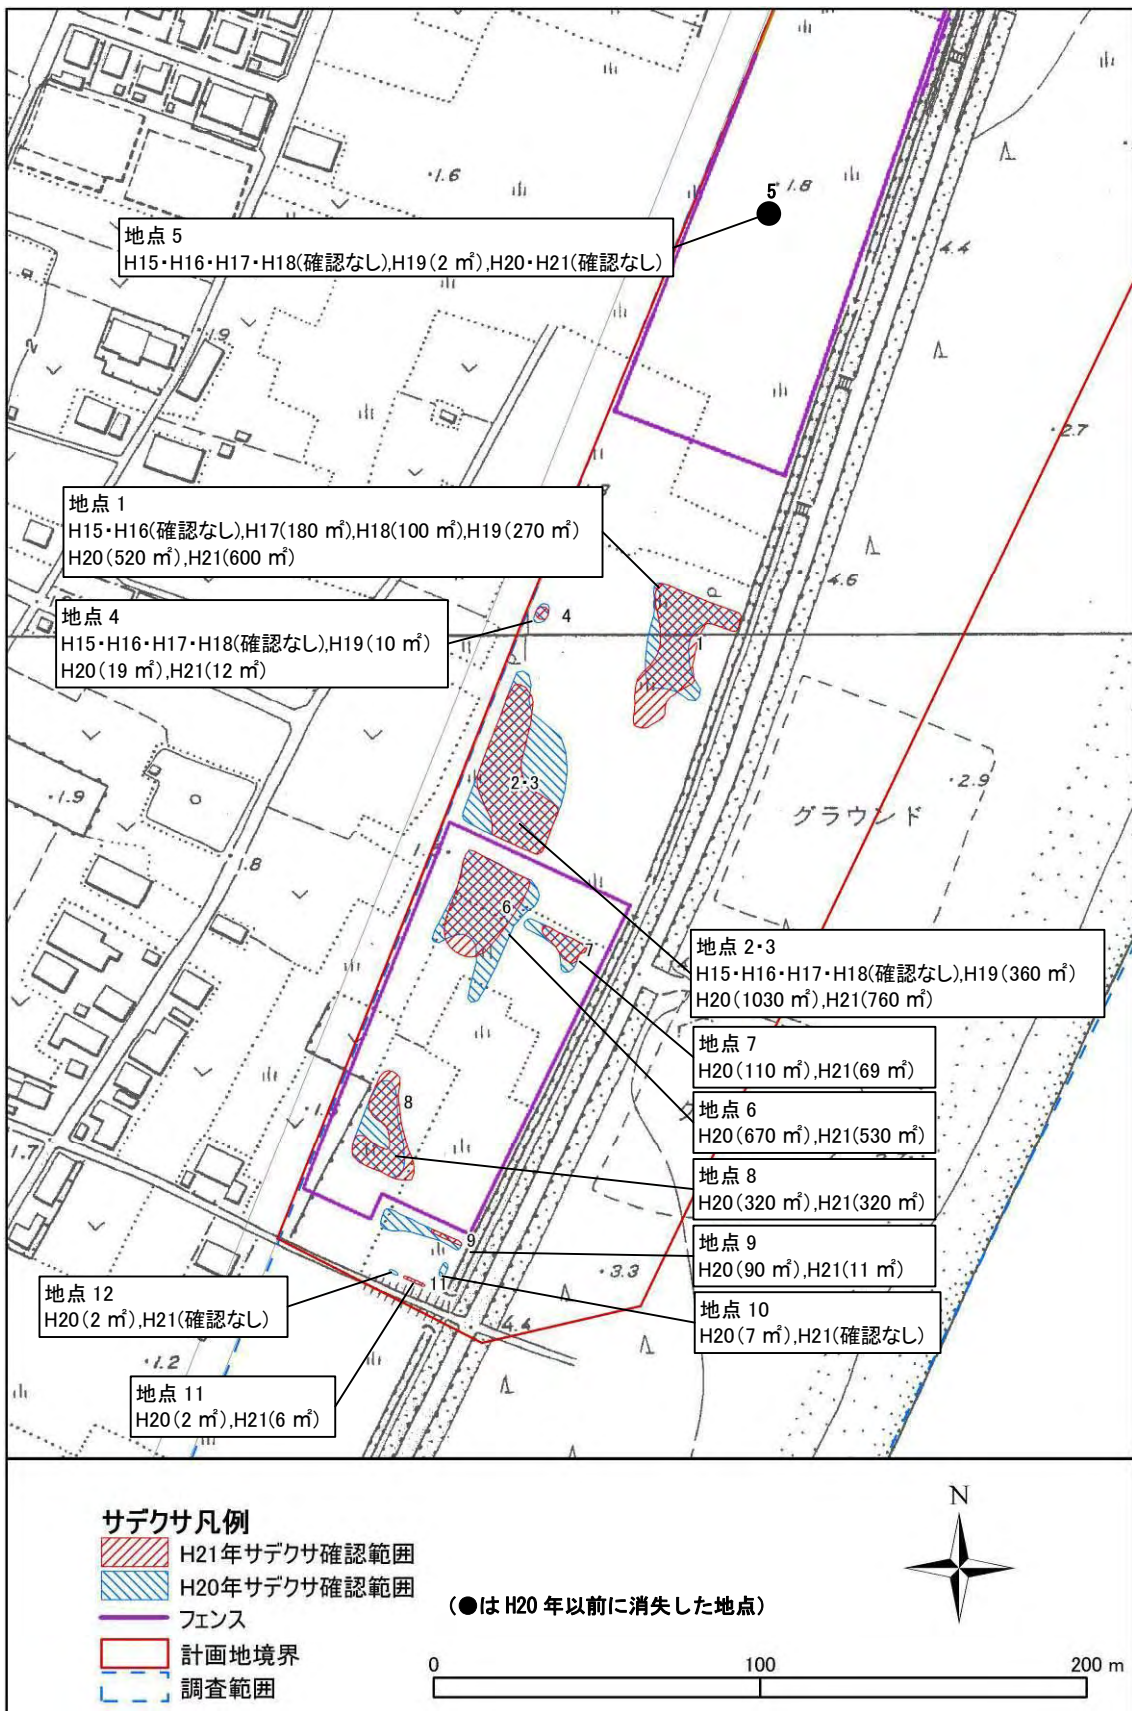 1.6
5
1.8
地点 5
H15・H16・H17・H18(確認なし),H19(2 ㎡),H20・H21(確認なし)
4.4
1.9
2
2.7
地点 1
H15・H16(確認なし),H17(180 ㎡),H18(100 ㎡),H19(270 ㎡)
H20(520 ㎡),H21(600 ㎡)
4.6
地点 4
H15・H16・H17・H18(確認なし),H19(10 ㎡)
H20(19 ㎡),H21(12 ㎡)
4
1
2・3
2.9
グラウンド
1.9
1.8
6
7
地点 2・3
H15・H16・H17・H18(確認なし),H19(360 ㎡)
H20(1030 ㎡),H21(760 ㎡)
地点 7
H20(110 ㎡),H21(69 ㎡)
地点 6
H20(670 ㎡),H21(530 ㎡)
8
1.7
地点 8
H20(320 ㎡),H21(320 ㎡)
9
地点 9
H20(90 ㎡),H21(11 ㎡)
3.3
11
地点 12
H20(2 ㎡),H21(確認なし)
地点 10
H20(7 ㎡),H21(確認なし)
4.4
1.2
地点 11
H20(2 ㎡),H21(6 ㎡)
サデクサ凡例
H21年サデクサ確認範囲
H20年サデクサ確認範囲
フェンス
計画地境界
調査範囲
(●は H20 年以前に消失した地点)
N
0 100 200 m